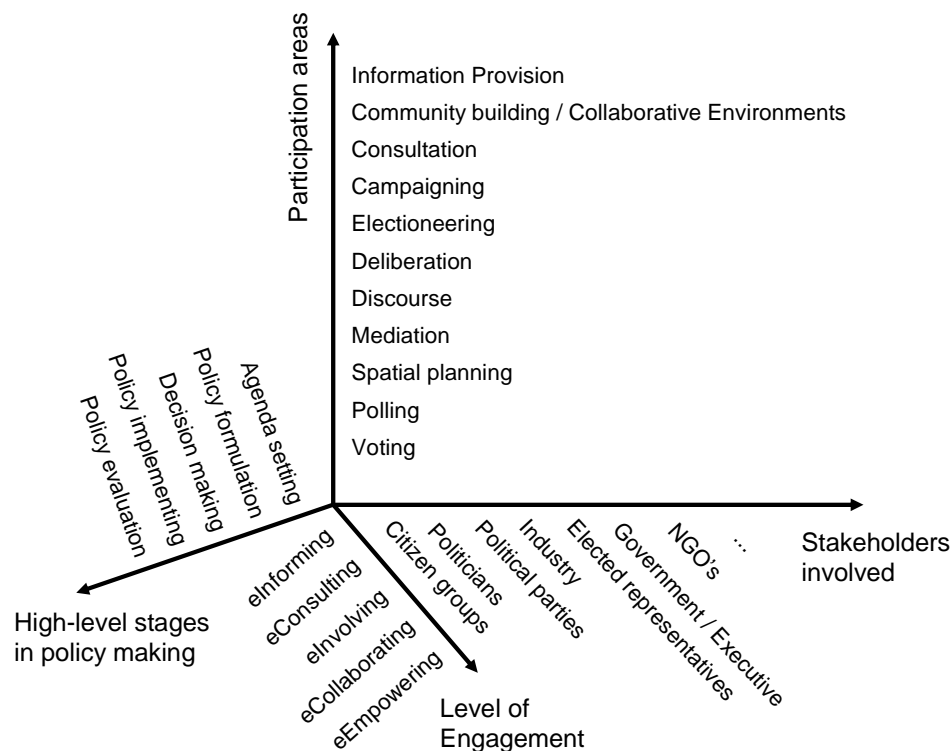 Participation areas
Information Provision
Community building / Collaborative Environments
Consultation
Campaigning
Electioneering
Deliberation
Discourse
Mediation
Spatial planning
Polling
Voting
Policy evaluation
Policy implementing
Decision making
Policy formulation
Agenda setting
High-level stages
in policy making
eInforming
eConsulting
eInvolving
eCollaborating
eEmpowering
Level of
Engagement
Citizen groups
Politicians
Political parties
Industry
Elected representatives
Government / Executive
NGO's
...
Stakeholders
involved